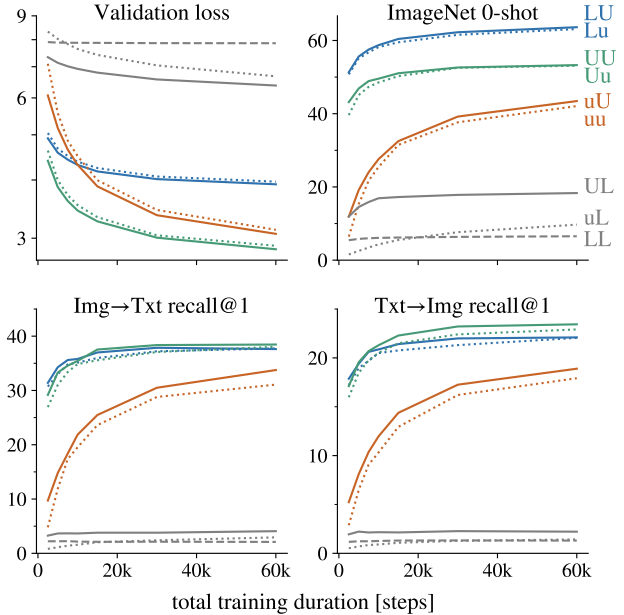 Validation loss
9
6
3
ImageNet 0-shot
60
40
20
0
LU
Lu
UU
Uu
uU
uu
UL
uL
LL
Img→Txt recall@1
40
30
20
10
0
0 20k 40k 60k
Txt→Img recall@1
20
10
0
0 20k 40k 60k
total training duration [steps]